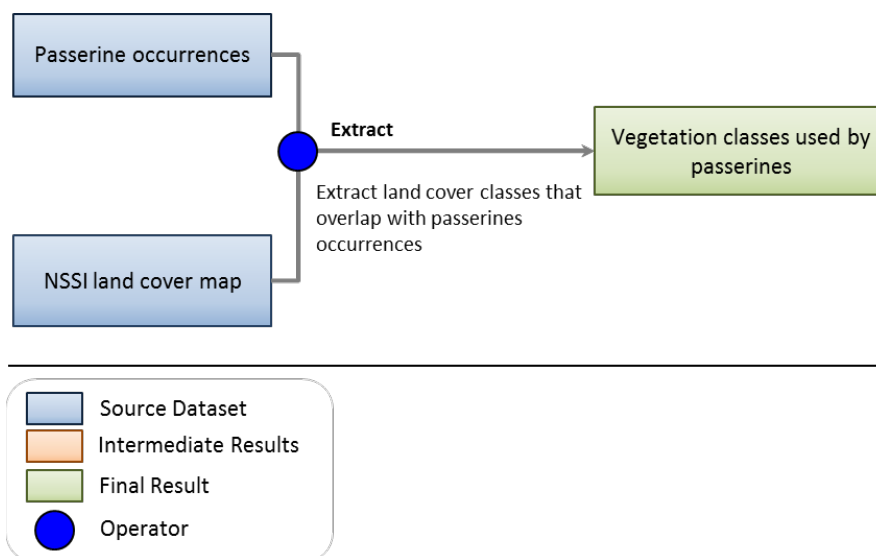 Passerine occurrences
Extract
Vegetation classes used by
passerines
Extract land cover classes that
overlap with passerines
occurrences
NSSI land cover map
Source Dataset
Intermediate Results
Final Result
Operator